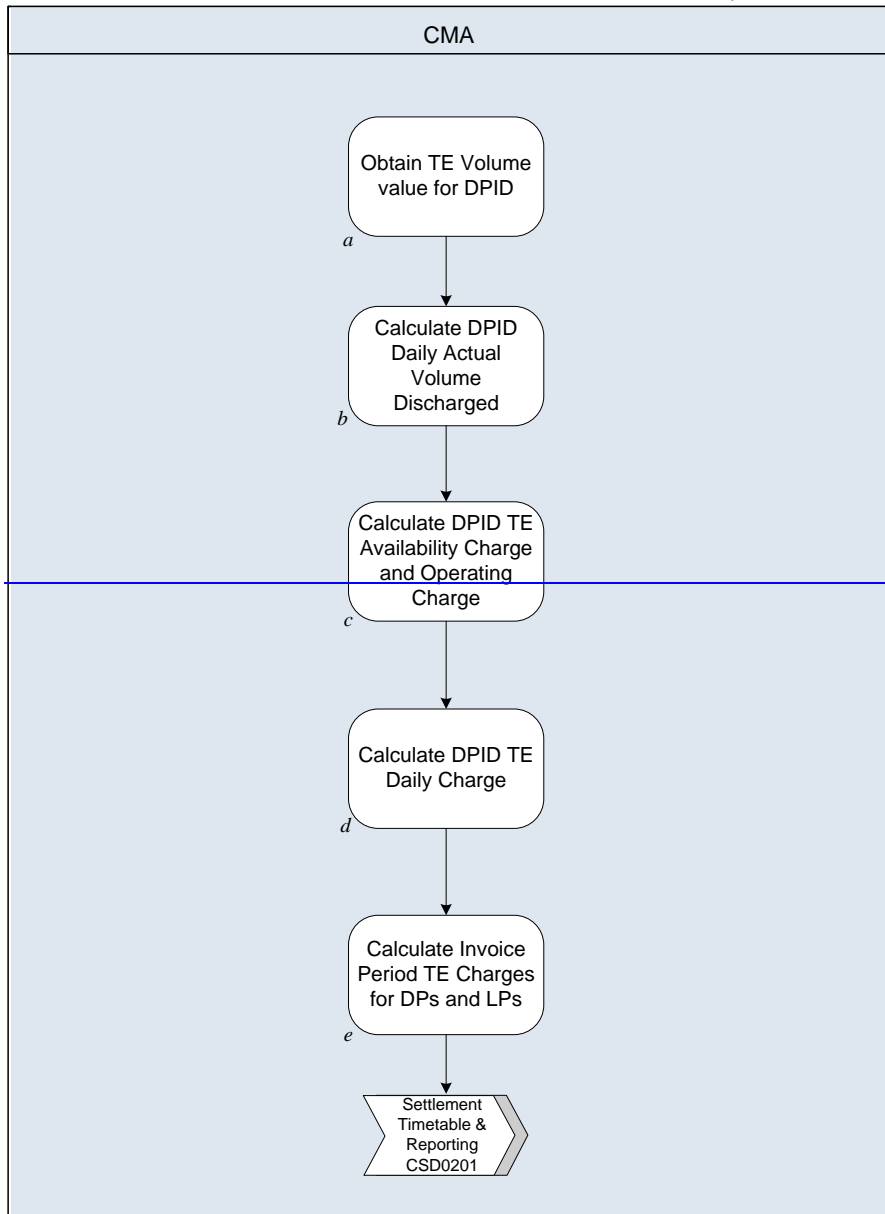 CMA
Obtain TE Volume
value for DPID
a
Calculate DPID
Daily Actual
Volume
Discharged
b
Calculate DPID TE
Availability Charge
and Operating
Charge
c
Calculate DPID TE
Daily Charge
d
Calculate Invoice
Period TE Charges
for DPs and LPs
e
Settlement
Timetable &
Reporting
CSD0201